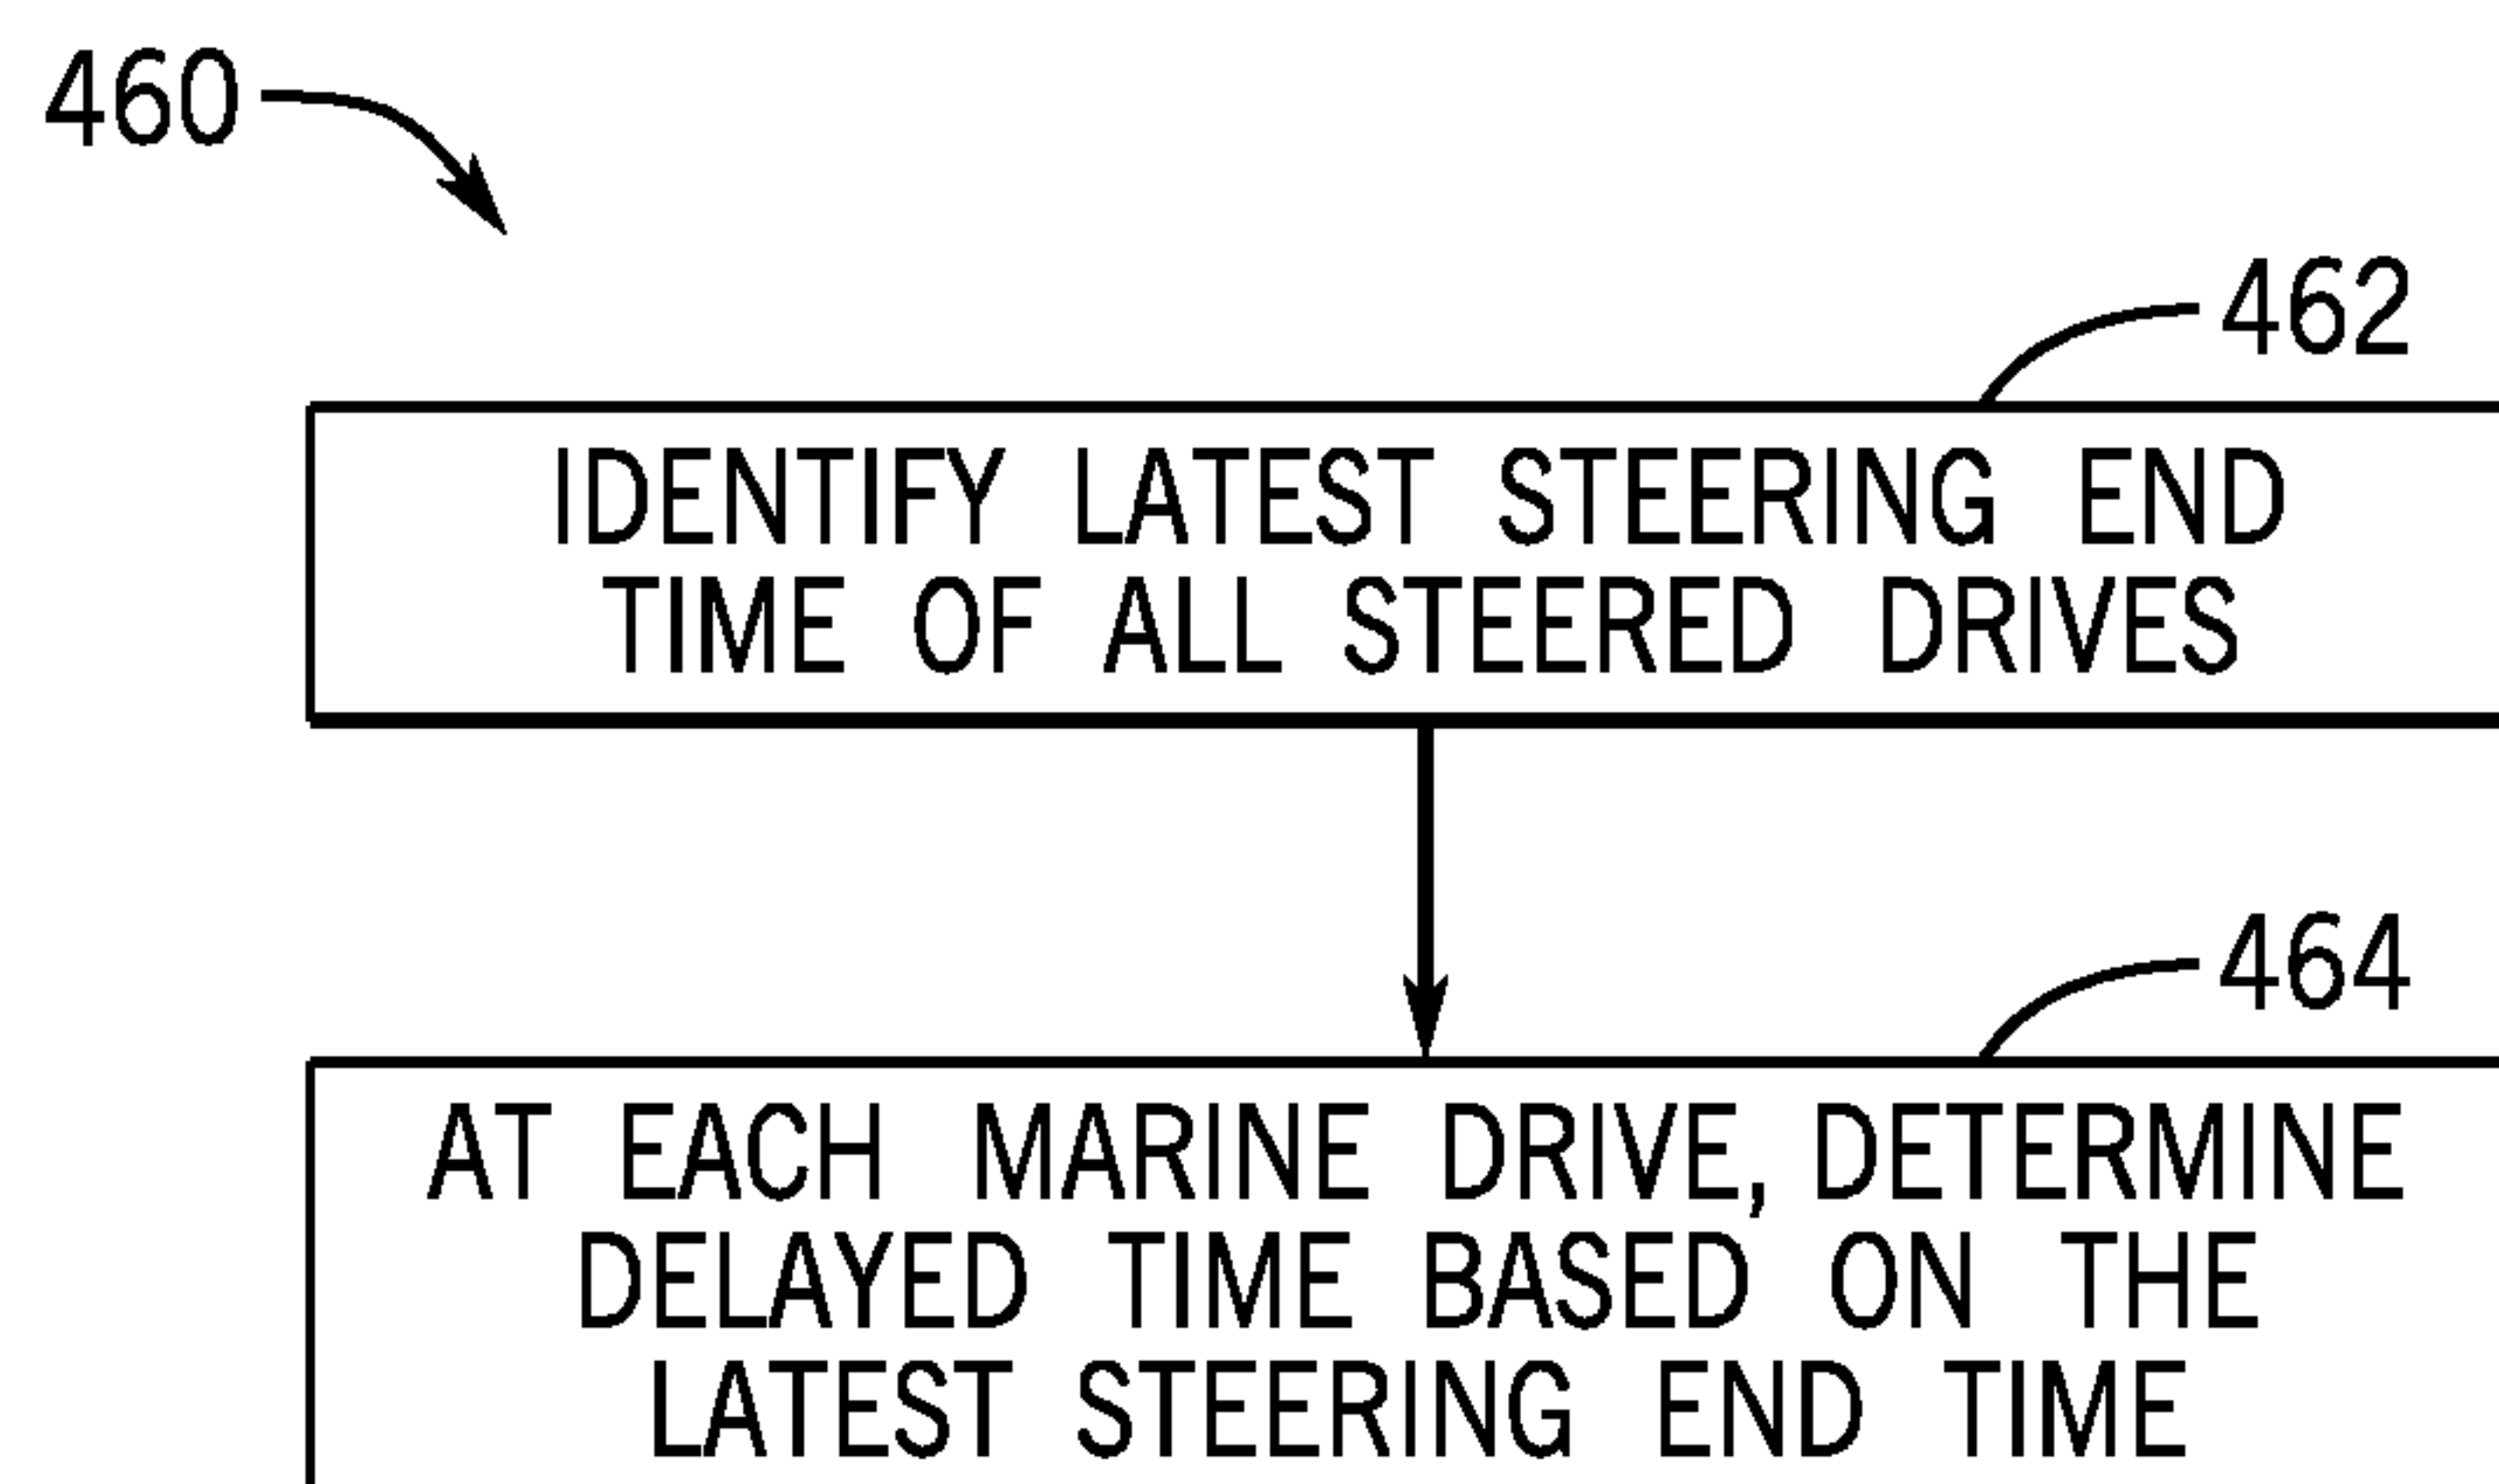 460
462
IDENTIFY LATEST STEERING END
TIME OF ALL STEERED DRIVES
464
AT EACH MARINE DRIVE, DETERMINE
DELAYED TIME BASED ON THE
LATEST STEERING END TIME